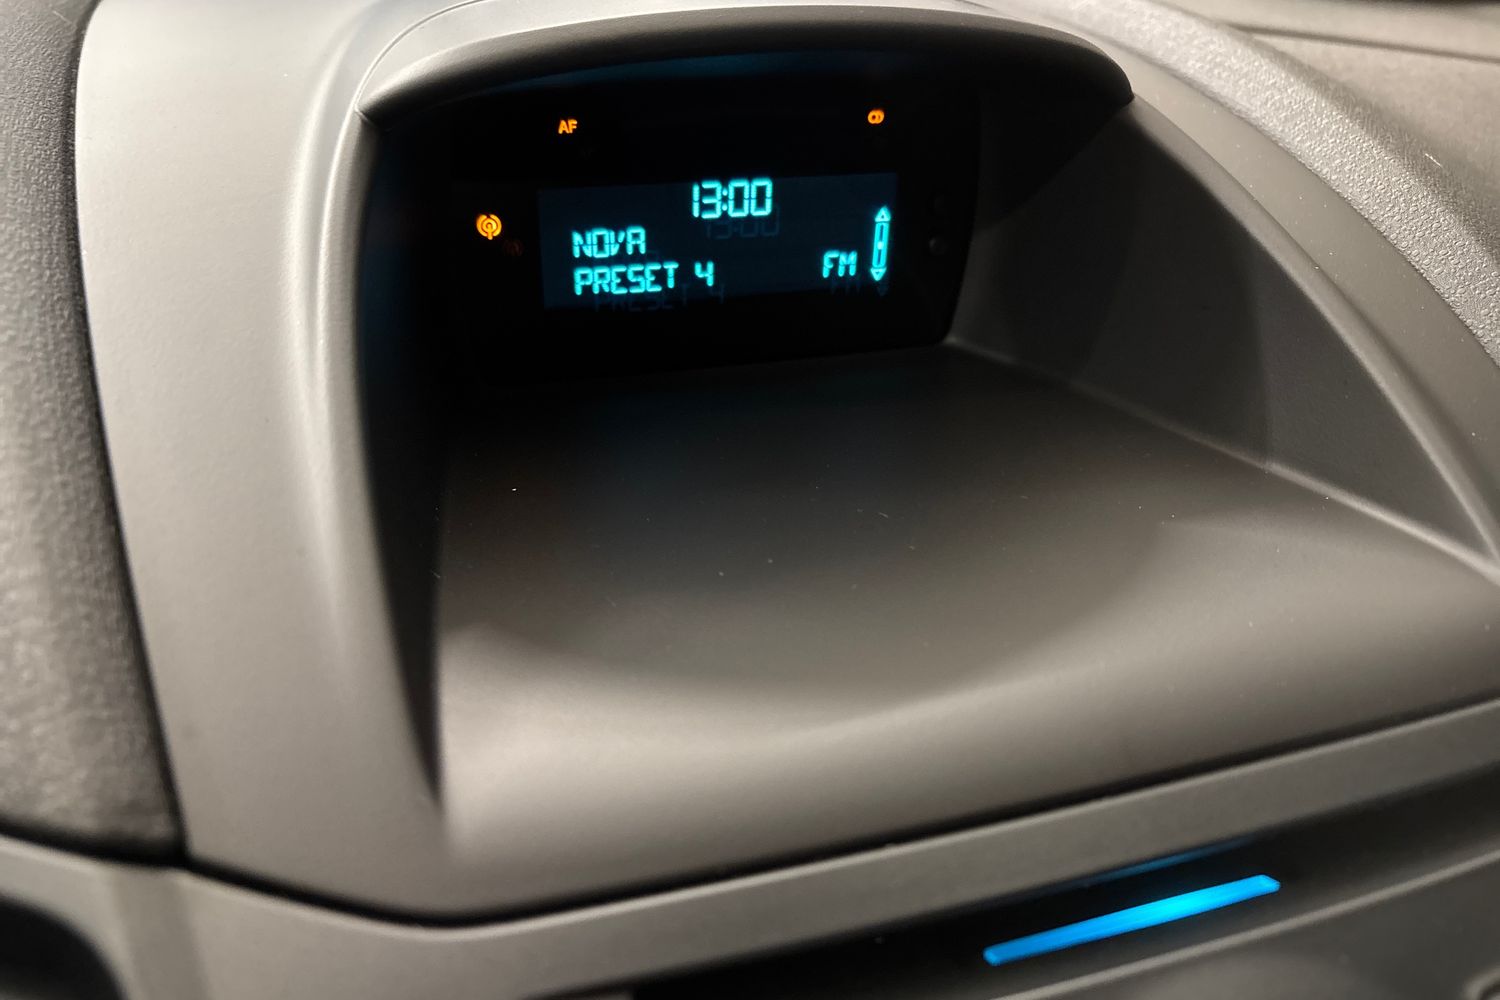 AF
13:00
NOVA
PRESET 4 FM